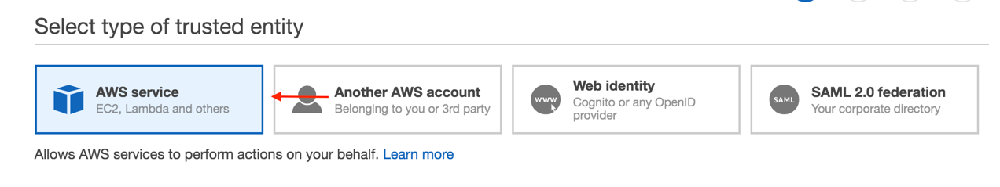 Select type of trusted entity
AWS service
EC2, Lambda and others
Another AWS account
Belonging to you or 3rd party
www
Web identity
Cognito or any OpenID
provider
SAML
SAML 2.0 federation
Your corporate directory
Allows AWS services to perform actions on your behalf. Learn more